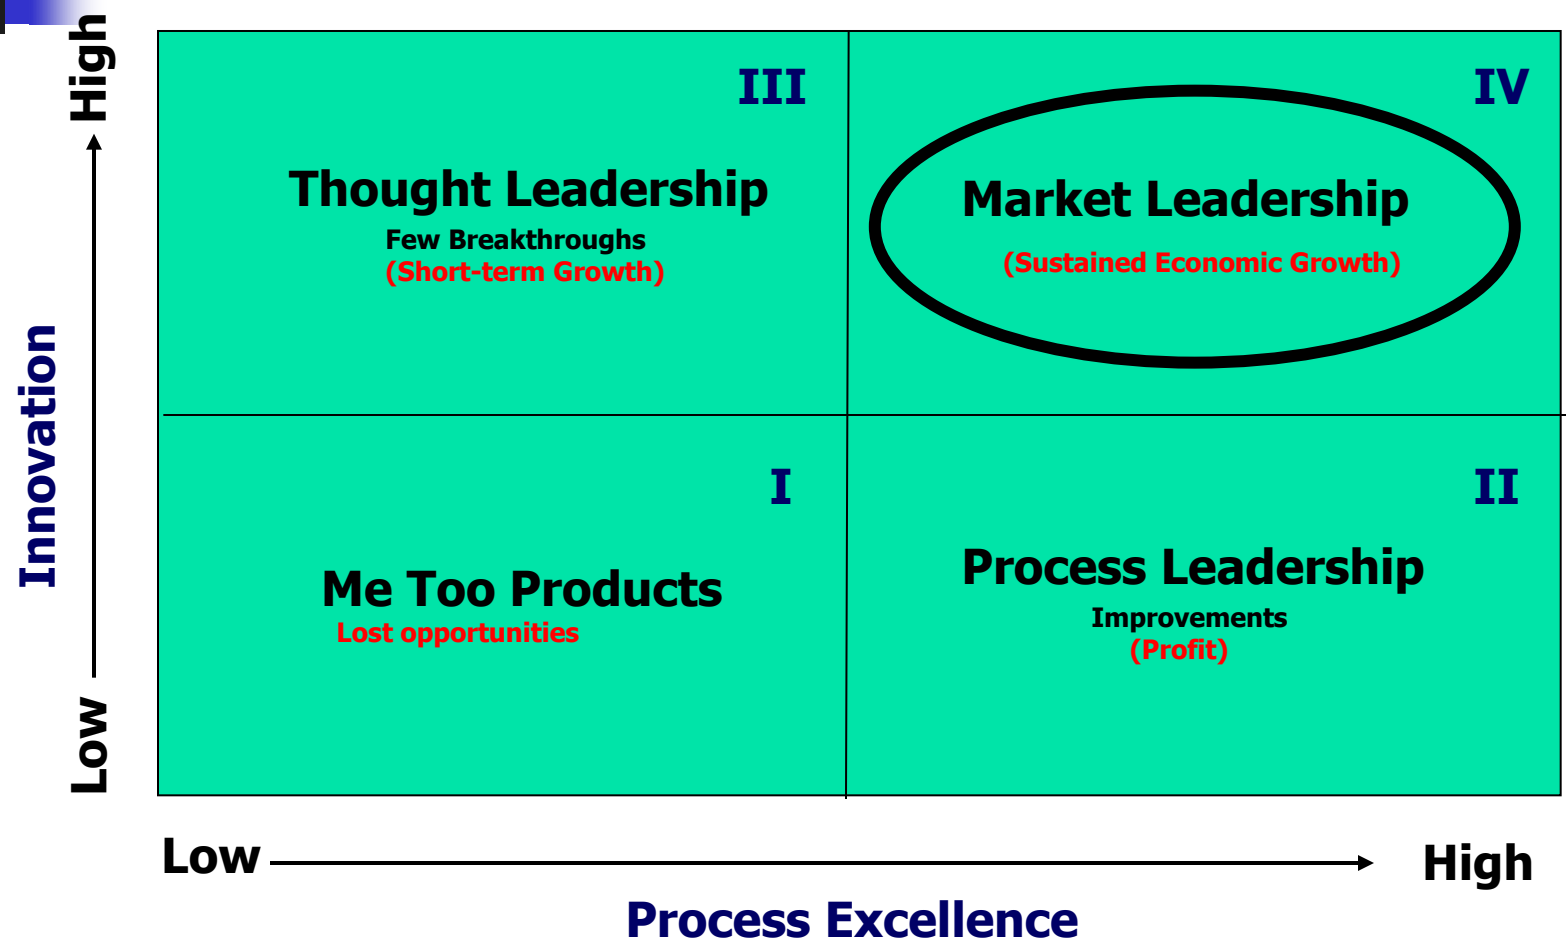 High
III
Thought Leadership
Few Breakthroughs
(Short-term Growth)
IV
Market Leadership
(Sustained Economic Growth)
Innovation
I
Me Too Products
Lost opportunities
II
Process Leadership
Improvements
(Profit)
Low
Low
High
Process Excellence